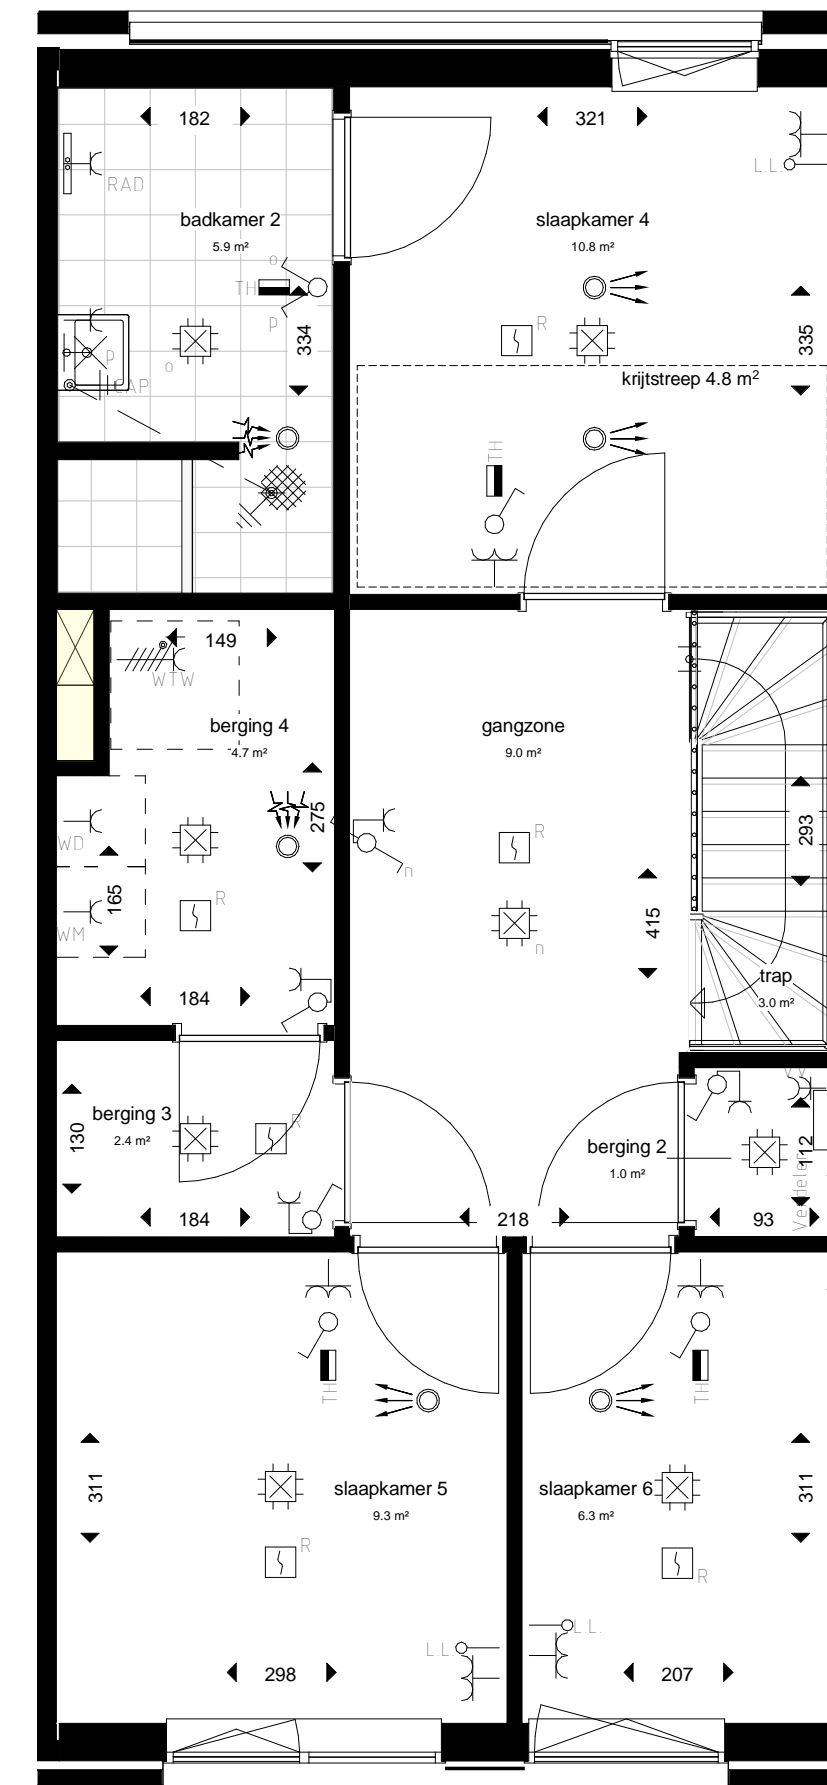 182
321
RAD
L.L.
badkamer 2
5.9 m²
slaapkamer 4
10.8 m²
o
TH
p
334
R
335
p
o
CAP
krijtstreep 4.8 m²
TH
149
WTW
berging 4
4.7 m²
gangzone
9.0 m²
275
293
WD
R
n
165
R
WM
415
n
184
trap
3.0 m²
VV
berging 3
2.4 m²
R
130
berging 2
1.0 m²
112
Verdeler
184
218
93
TH
TH
311
slaapkamer 5
9.3 m²
slaapkamer 6
6.3 m²
311
R
R
L.L.
L.L.
298
207